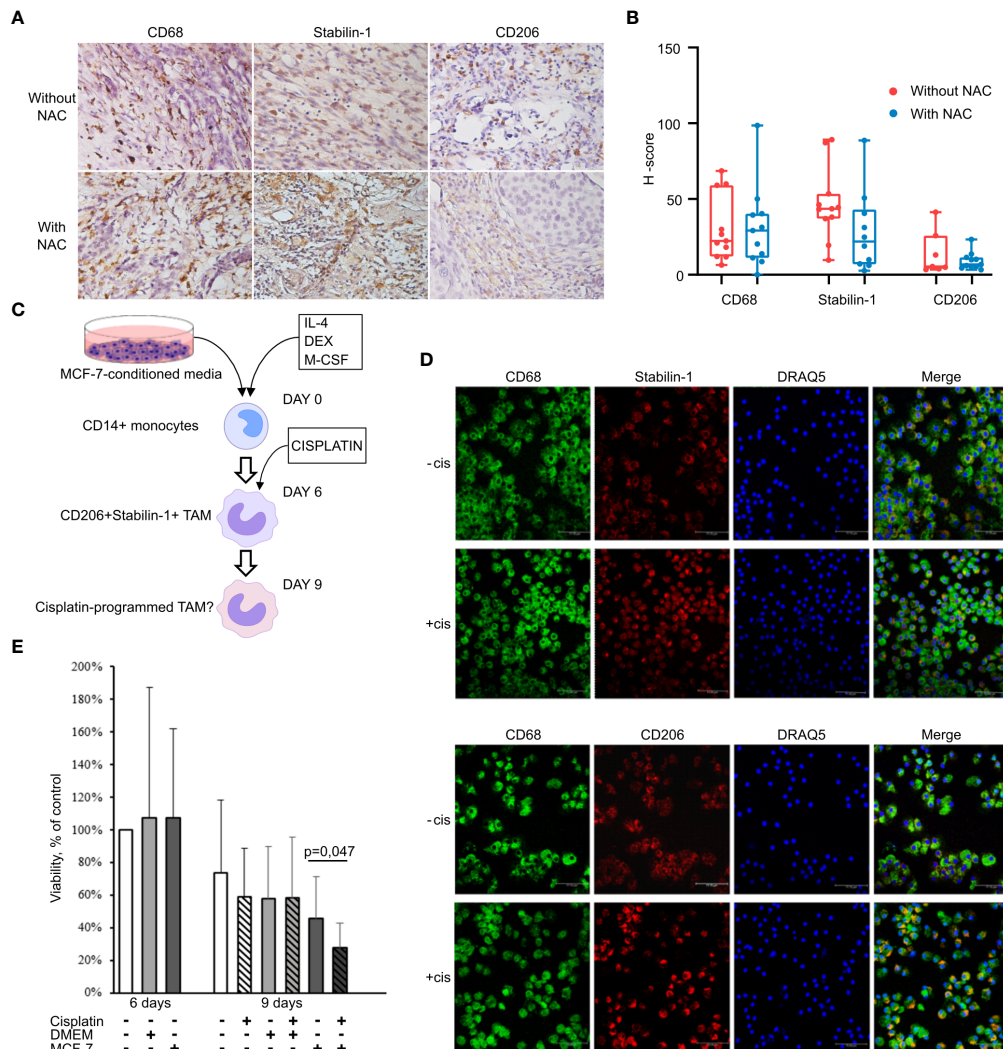 A
CD68 Stabilin-1 CD206
Without
NAC
With
NAC
B
150
100
50
0
H -score
Without NAC
With NAC
CD68 Stabilin-1 CD206
C
IL-4
DEX
M-CSF
MCF-7-conditioned media
DAY 0
CD14+ monocytes
CISPLATIN
DAY 6
CD206+Stabilin-1+ TAM
DAY 9
Cisplatin-programmed TAM?
D
CD68 Stabilin-1 DRAQ5 Merge
-cis
+cis
CD68 CD206 DRAQ5 Merge
-cis
+cis
E
200%
180%
160%
140%
120%
100%
80%
60%
40%
20%
0%
Viability, % of control
p=0,047
6 days 9 days
Cisplatin - - - - + - + - +
DMEM - + - - - + + - -
MCF-7 - - + - - - - + +